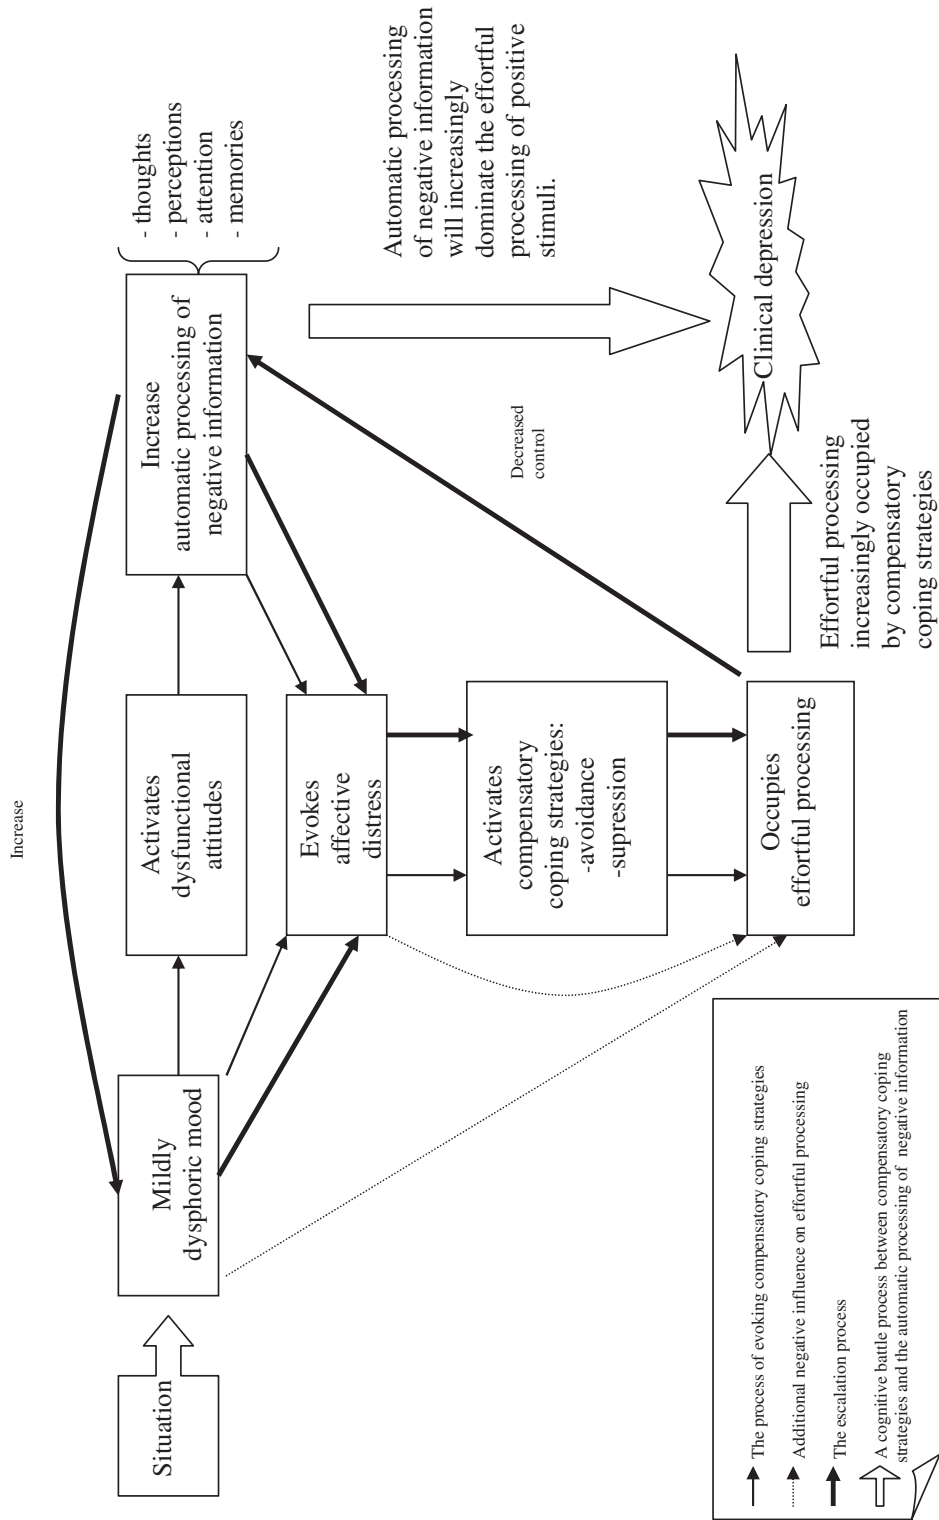 Increase
Situation
Mildly
dysphoric mood
Activates
dysfunctional
attitudes
Increase
automatic processing of
negative information
- thoughts
- perceptions
- attention
- memories
Evokes
affective
distress
Automatic processing
of negative information
will increasingly
dominate the effortful
processing of positive
stimuli.
Activates
compensatory
coping strategies:
-avoidance
-supression
Decreased
control
Occupies
effortful processing
Clinical depression
Effortful processing
increasingly occupied
by compensatory
coping strategies
The process of evoking compensatory coping strategies
Additional negative influence on effortful processing
The escalation process
A cognitive battle process between compensatory coping
strategies and the automatic processing of negative information